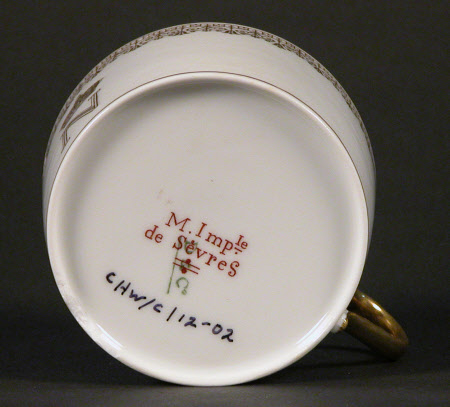 M. Imple
de Sèvres
CHW/C/12-02